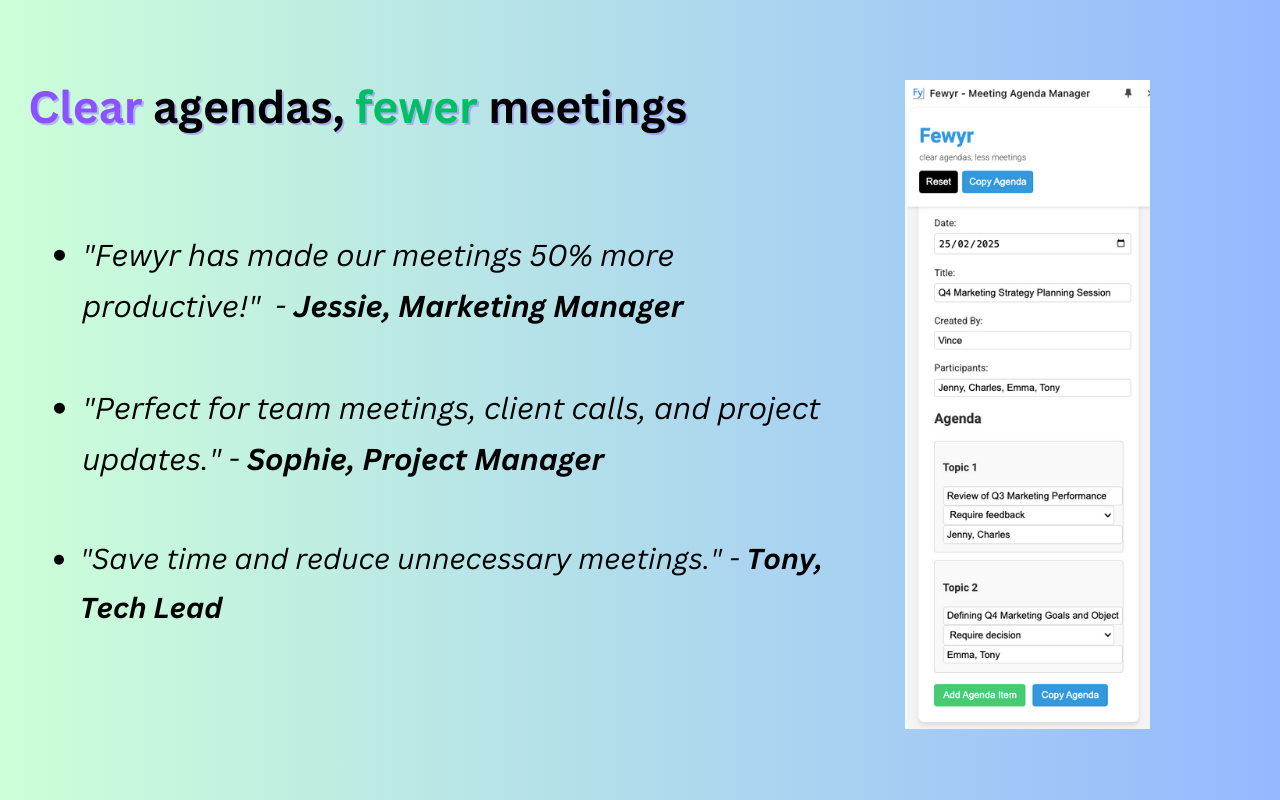 Clear agendas, fewer meetings
"Fewyr has made our meetings 50% more
productive!" - Jessie, Marketing Manager
"Perfect for team meetings, client calls, and project
updates." - Sophie, Project Manager
"Save time and reduce unnecessary meetings." - Tony,
Tech Lead
Fy Fewyr - Meeting Agenda Manager
Fewyr
clear agendas, less meetings
Reset Copy Agenda
Date:
25/02/2025
Title:
Q4 Marketing Strategy Planning Session
Created By:
Vince
Participants:
Jenny, Charles, Emma, Tony
Agenda
Topic 1
Review of Q3 Marketing Performance
Require feedback
Jenny, Charles
Topic 2
Defining Q4 Marketing Goals and Object
Require decision
Emma, Tony
Add Agenda Item Copy Agenda